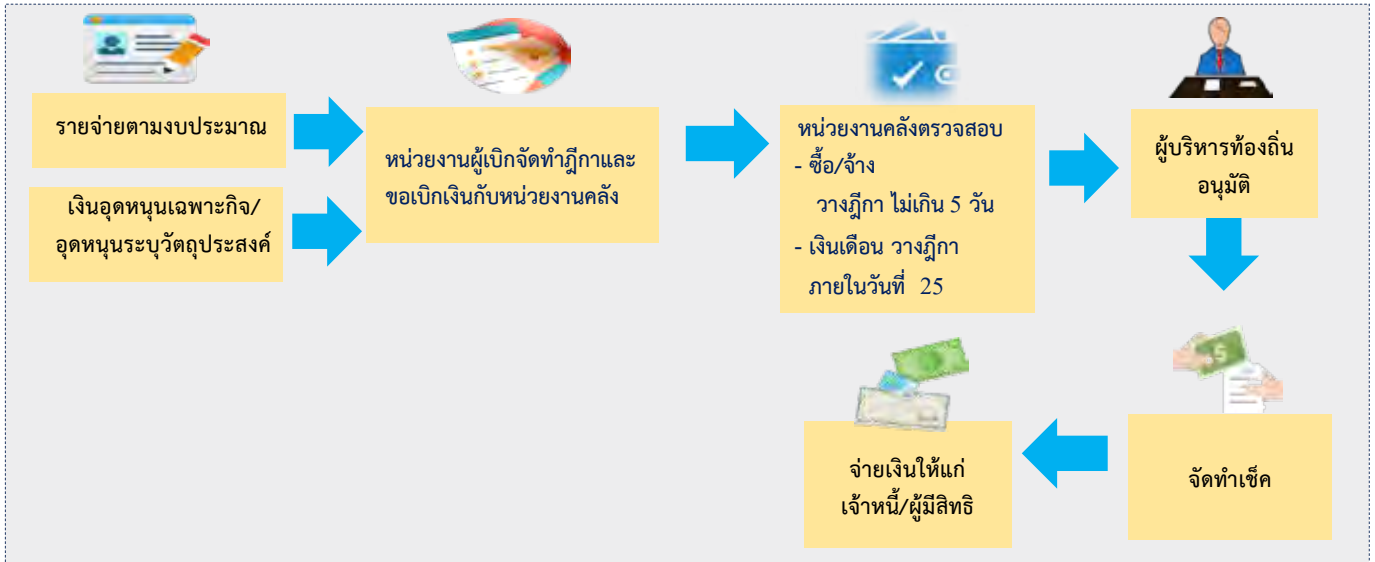 รายจ่ายตามงบประมาณ
เงินอุดหนุนเฉพาะกิจ/
อุดหนุนระบุวัตถุประสงค์
หน่วยงานผู้เบิกจัดทำฎีกาและ
ขอเบิกเงินกับหน่วยงานคลัง
หน่วยงานคลังตรวจสอบ
- ซื้อ/จ้าง
วางฎีกา ไม่เกิน 5 วัน
- เงินเดือน วางฎีกา
ภายในวันที่ 25
ผู้บริหารท้องถิ่น
อนุมัติ
จัดทำเช็ค
จ่ายเงินให้แก่
เจ้าหนี้/ผู้มีสิทธิ